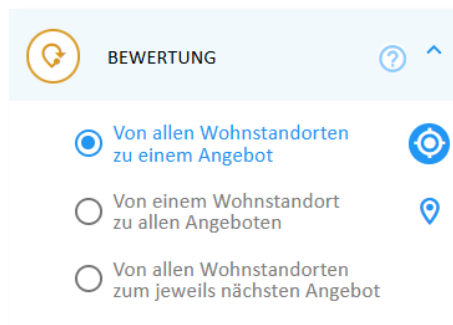 BEWERTUNG
?
Von allen Wohnstandorten
zu einem Angebot
Von einem Wohnstandort
zu allen Angeboten
Von allen Wohnstandorten
zum jeweils nächsten Angebot